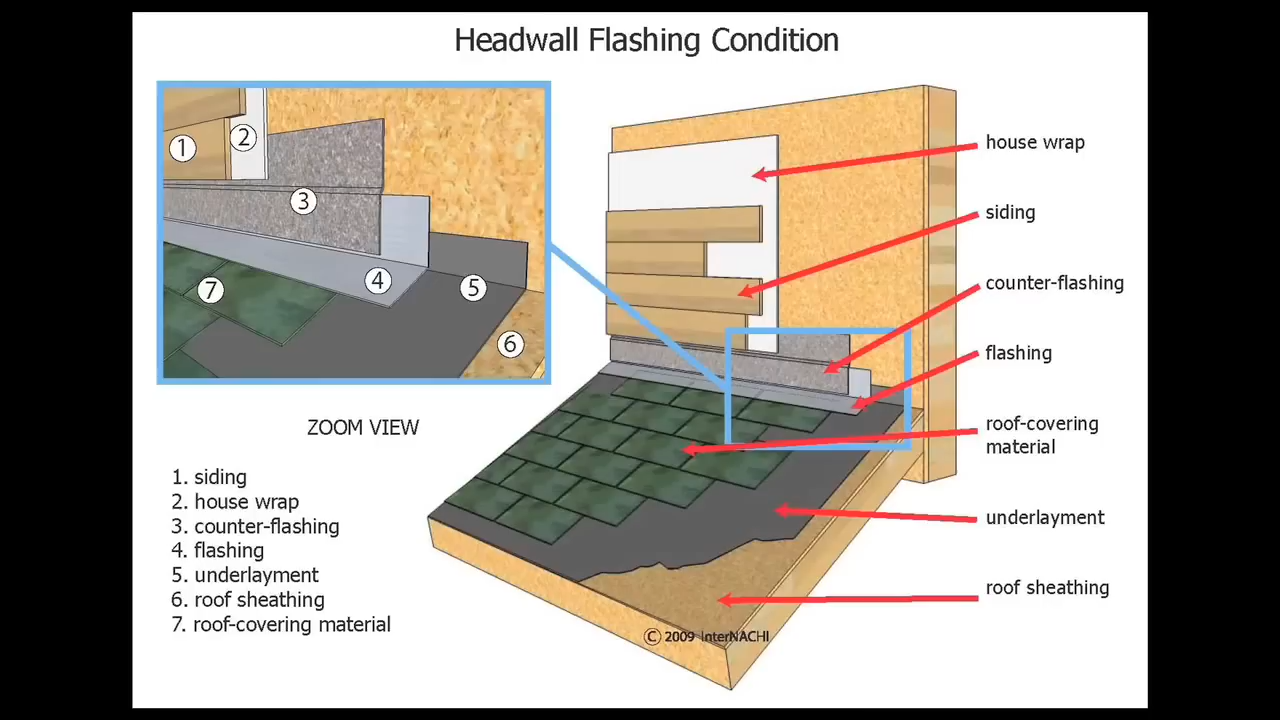 Headwall Flashing Condition
1
2
3
4
5
6
7
ZOOM VIEW
1. siding
2. house wrap
3. counter-flashing
4. flashing
5. underlayment
6. roof sheathing
7. roof-covering material
house wrap
siding
counter-flashing
flashing
roof-covering
material
underlayment
roof sheathing
© 2009 InterNACHI